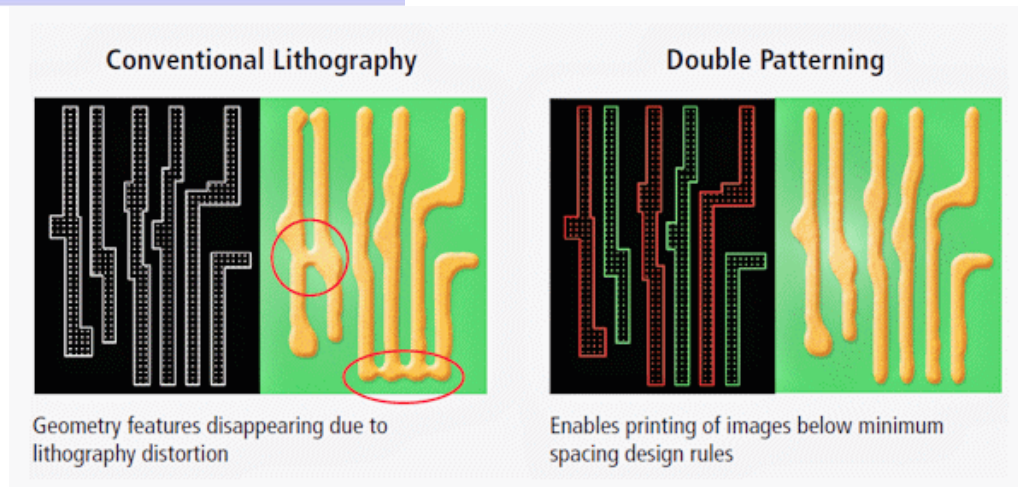 Conventional Lithography
Double Patterning
Geometry features disappearing due to
lithography distortion
Enables printing of images below minimum
spacing design rules